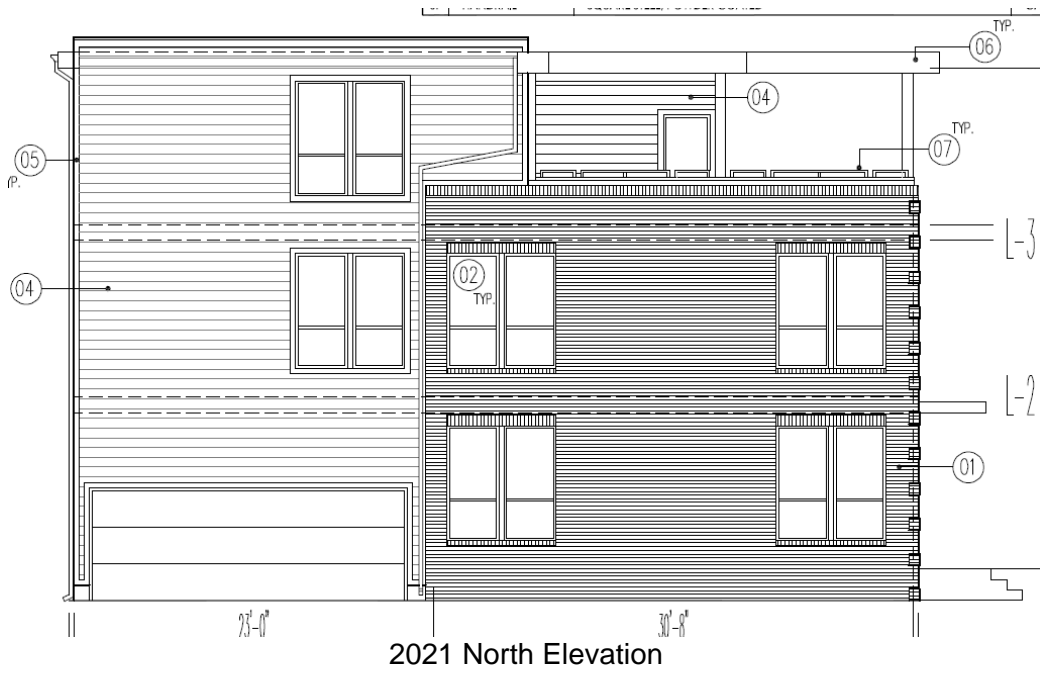 TYP.
06
04
TYP.
07
05
YP.
L-3
04
02
TYP.
L-2
01
23'-0"
30'-8"
2021 North Elevation